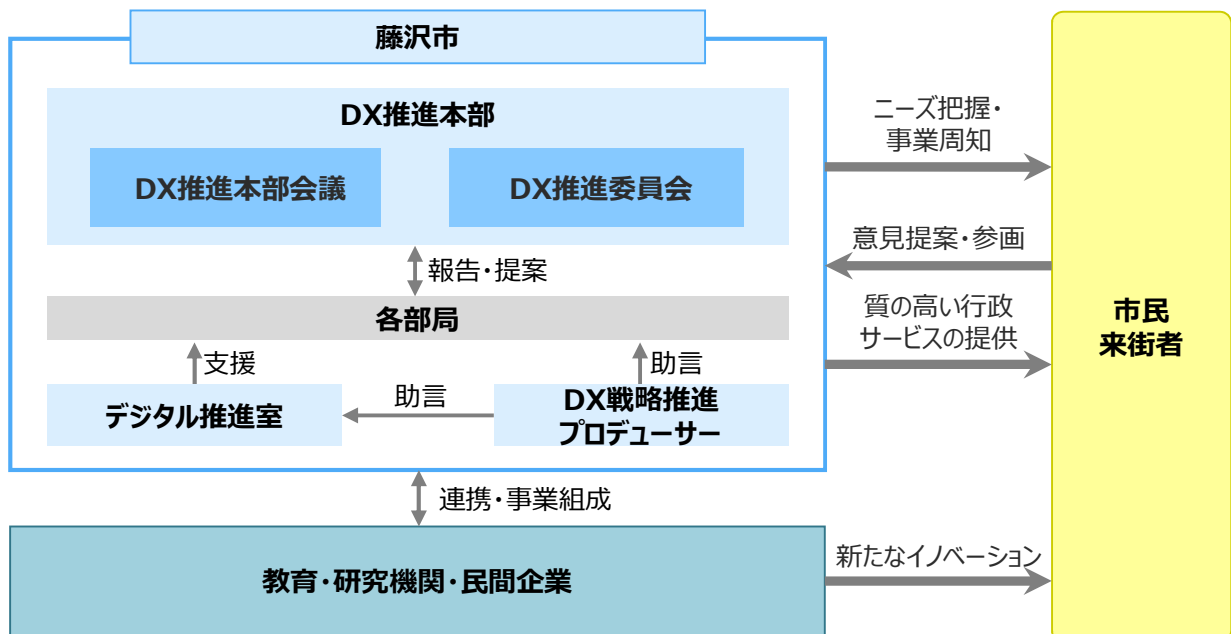 藤沢市
DX推進本部
DX推進本部会議
DX推進委員会
報告・提案
各部局
支援
助言
デジタル推進室
助言
DX戦略推進
プロデューサー
連携・事業組成
教育・研究機関・民間企業
ニーズ把握・
事業周知
意見提案・参画
質の高い行政
サービスの提供
新たなイノベーション
市民
来街者